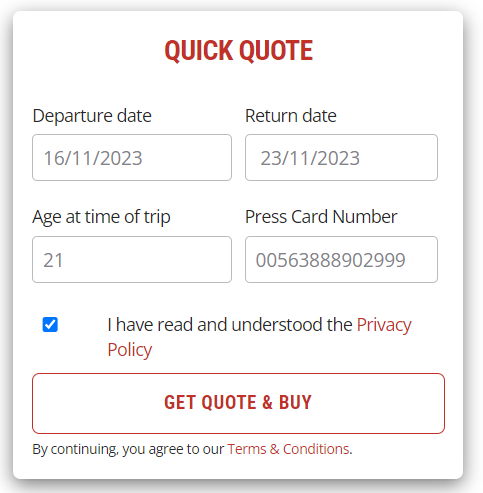 QUICK QUOTE
Departure date
Return date
16/11/2023
23/11/2023
Age at time of trip
Press Card Number
21
00563888902999
I have read and understood the Privacy
Policy
GET QUOTE & BUY
By continuing, you agree to our Terms & Conditions.